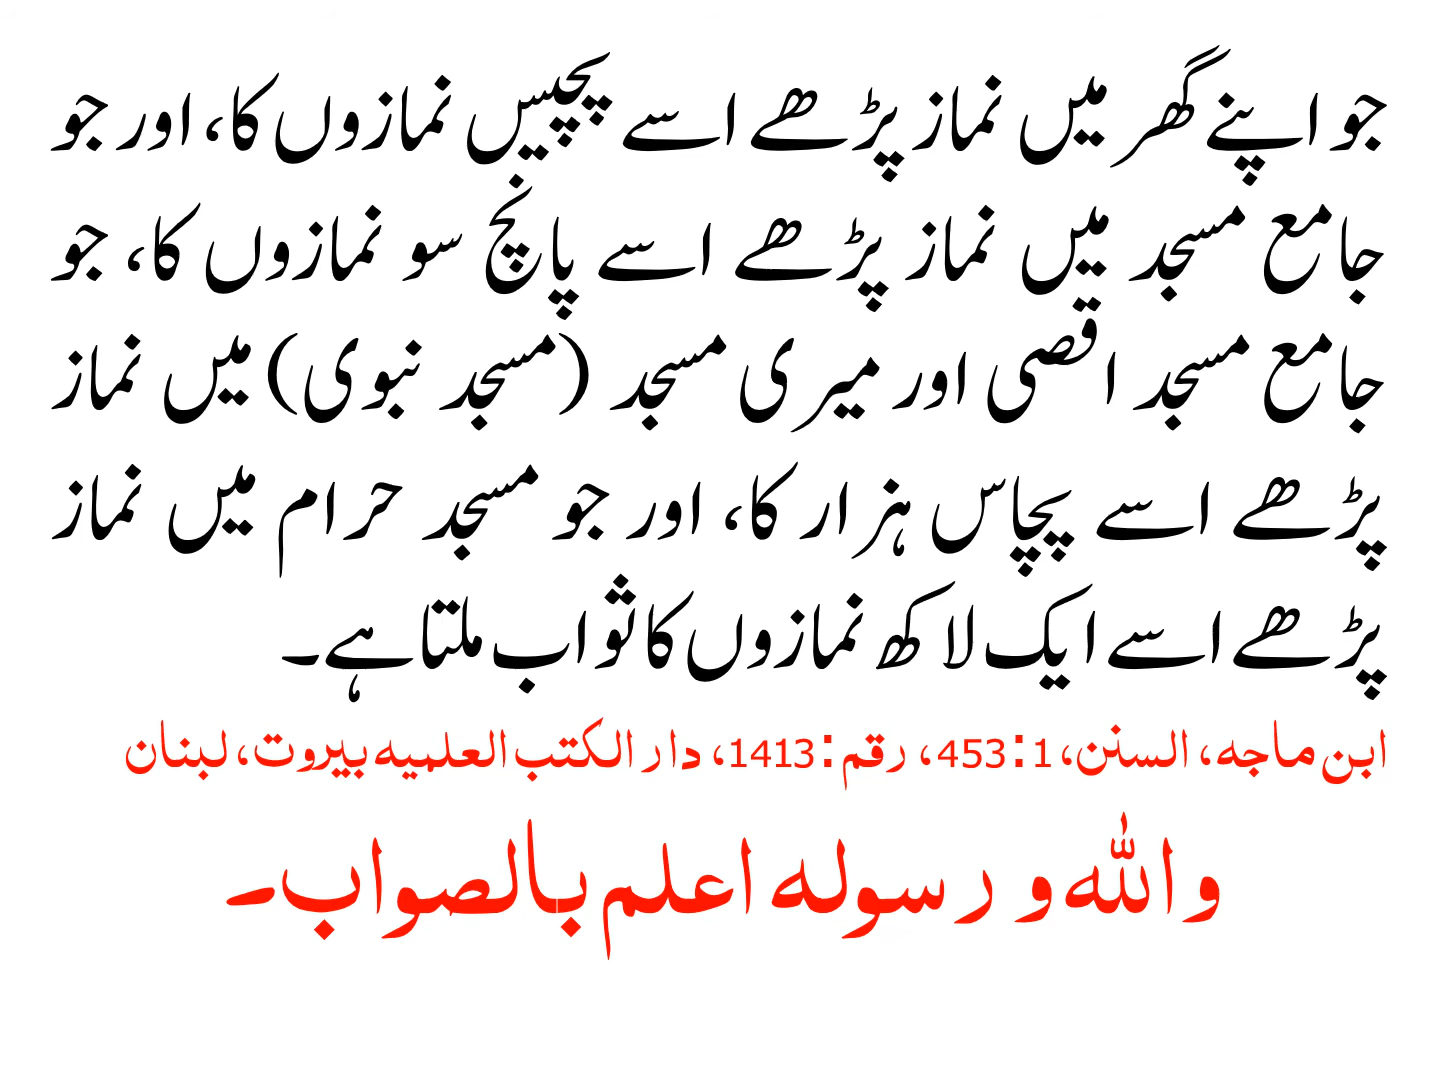 جو اپنے گھر میں نماز پڑھے اسے پچیس نمازوں کا، اور جو
جامع مسجد میں نماز پڑھے اسے پانچ سو نمازوں کا، جو
جامع مسجد اقصی اور میری مسجد (مسجد نبوی) میں نماز
پڑھے اسے پچاس ہزار کا، اور جو مسجد حرام میں نماز
پڑھے اسے ایک لاکھ نمازوں کا ثواب ملتا ہے۔
ابن ماجه، السنن، 1:453، رقم:1413، دار الکتب العلمیه بیروت، لبنان
والله و رسوله اعلم بالصواب۔